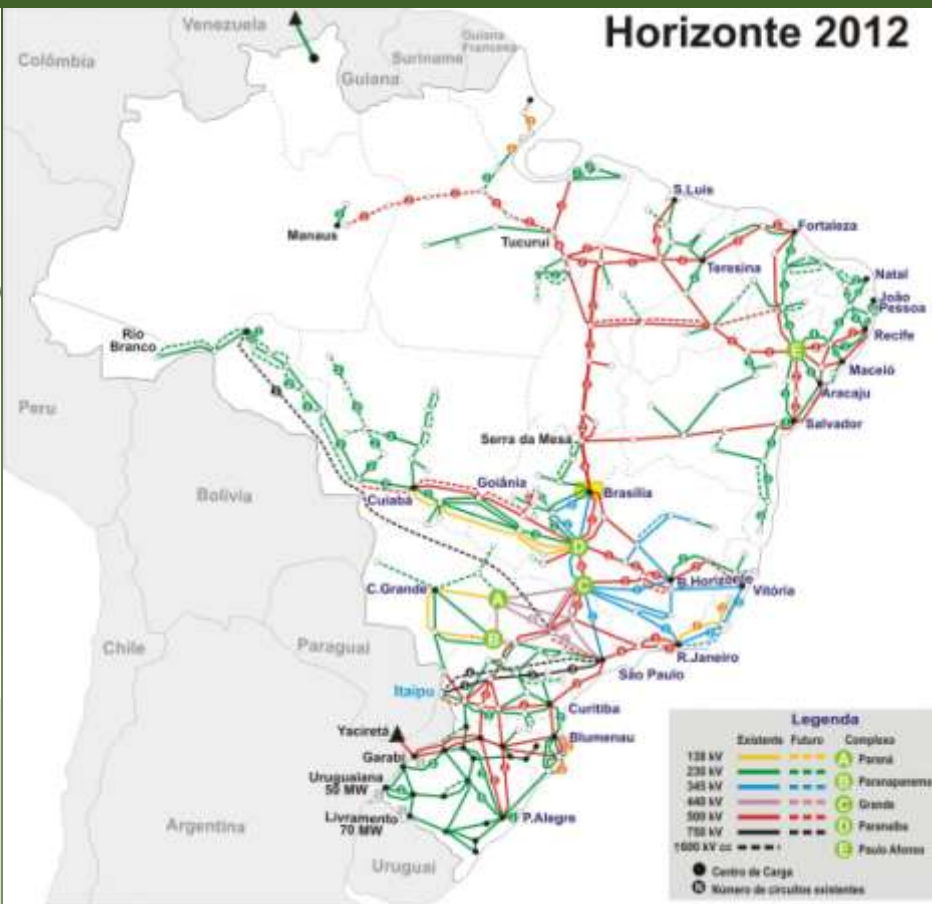 Horizonte 2012
Venezuela
Colômbia
Guiana
Suriname
Guiana
Francesa
Manaus
Tucuruí
S.Luis
Fortaleza
Teresina
Natal
João
Pessoa
Recife
Maceió
Aracaju
Salvador
E
Rio
Branco
Peru
Serra da Mesa
Bolívia
Cuiabá
Goiânia
Brasília
D
C
B.Horizonte
Vitória
C.Grande
A
B
Chile
Paraguai
R.Janeiro
São Paulo
Itaipu
Curitiba
Yaciretá
Blumenau
Garabi
Uruguaiana
50 MW
Livramento
70 MW
P.Alegre
Argentina
Uruguai
Legenda
Existente Futuro Complexo
138 kV A Paraná
230 kV B Paranapanema
345 kV C Grande
440 kV D Paranaíba
500 kV E Paulo Afonso
750 kV
±600 kV cc
Centro de Carga
N Número de circuitos existentes